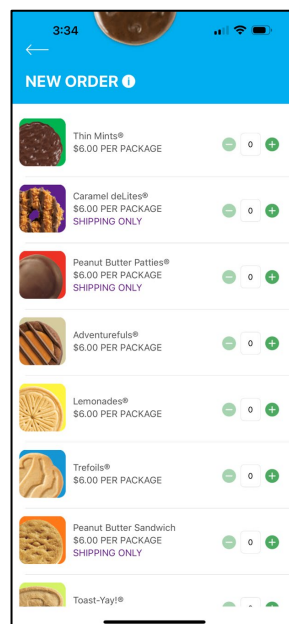 3:34
NEW ORDER
Thin Mints®
$6.00 PER PACKAGE
0
Caramel deLites®
$6.00 PER PACKAGE
SHIPPING ONLY
0
Peanut Butter Patties®
$6.00 PER PACKAGE
SHIPPING ONLY
0
Adventurefuls®
$6.00 PER PACKAGE
0
Lemonades®
$6.00 PER PACKAGE
0
Trefoils®
$6.00 PER PACKAGE
0
Peanut Butter Sandwich
$6.00 PER PACKAGE
SHIPPING ONLY
0
Toast-Yay!®